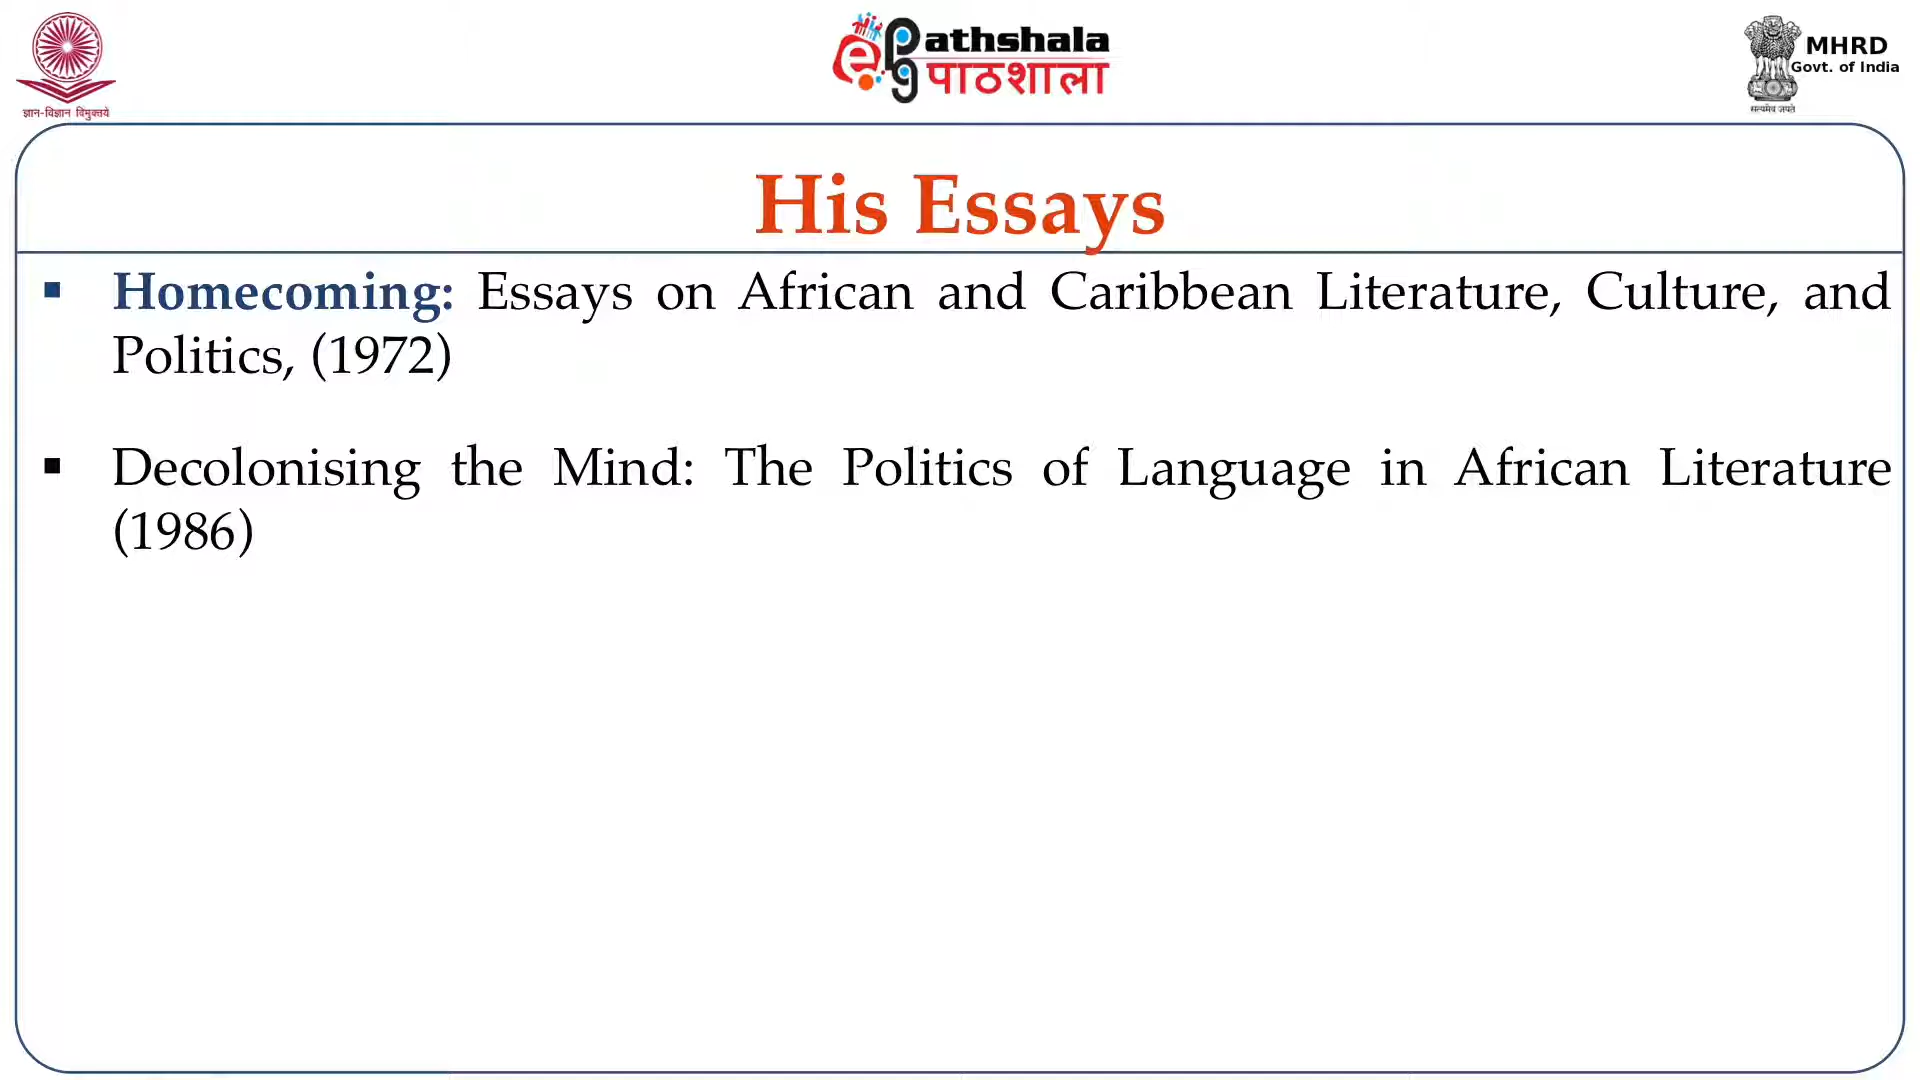 ज्ञान-विज्ञान विमुक्तये
ePathshala
पाठशाला
MHRD
Govt. of India
सत्यमेव जयते
His Essays
▪ Homecoming: Essays on African and Caribbean Literature, Culture, and
Politics, (1972)
▪ Decolonising the Mind: The Politics of Language in African Literature
(1986)